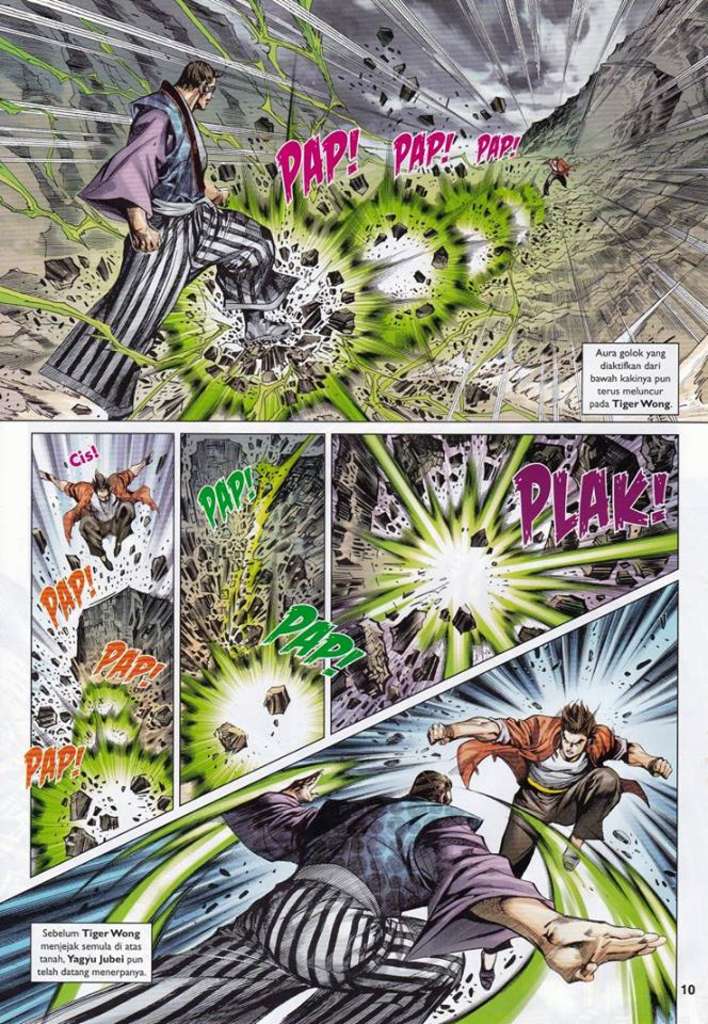 PAP! PAP! PAP!
Aura golok yang
diaktifkan dari
bawah kakinya pun
terus meluncur
pada Tiger Wong.
Cis!
PAP!
PAP!
PAP!
PAP!
PAP!
PLAK!
Sebelum Tiger Wong
menjejak semula di atas
tanah, Yagyu Jubei pun
telah datang menerpanya.
10